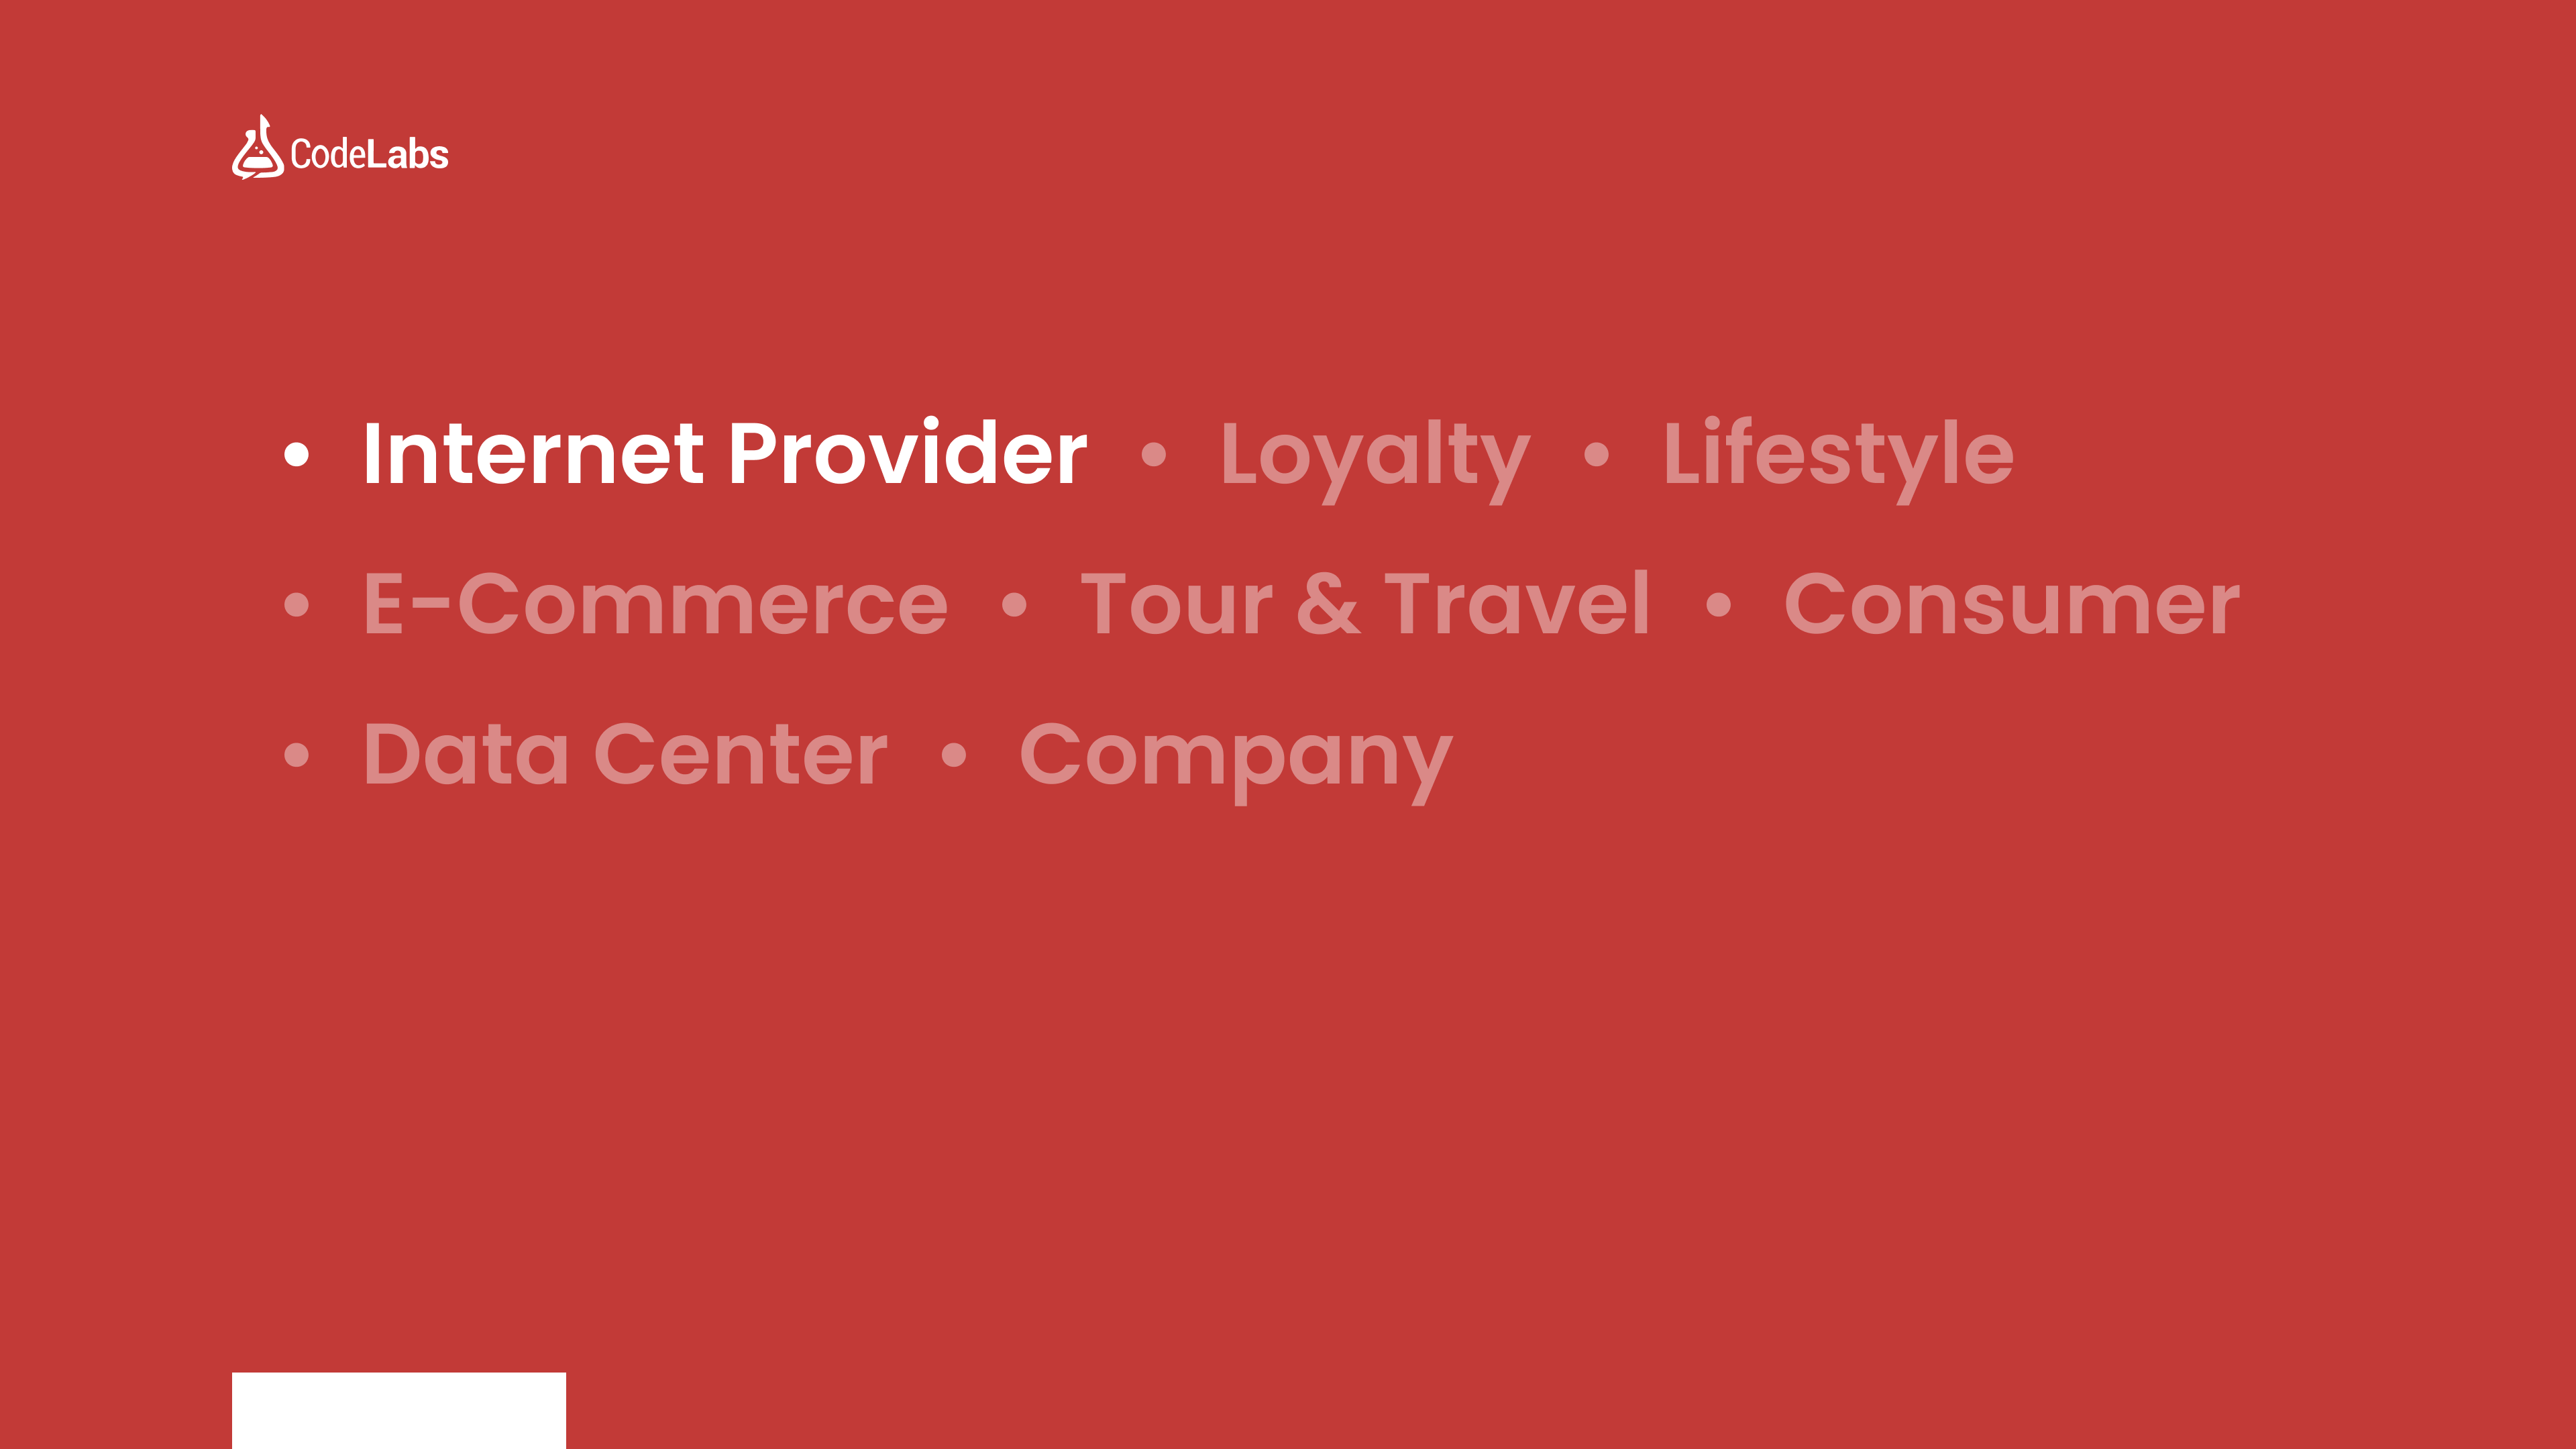 CodeLabs
• Internet Provider • Loyalty • Lifestyle
• E-Commerce • Tour & Travel • Consumer
• Data Center • Company